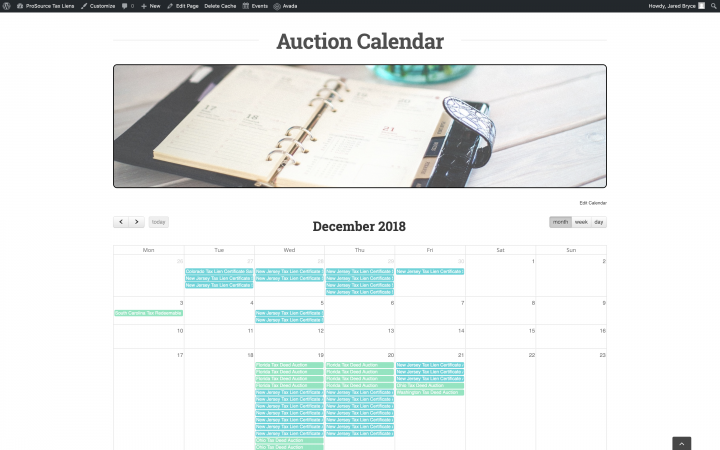 ProSource Tax Liens Customize 0 New Edit Page Delete Cache Events Avada Howdy, Jared Bryce
Auction Calendar
17
21
Edit Calendar
today
December 2018
month week day
Mon Tue Wed Thu Fri Sat Sun
26 27 28 29 30 1 2
Colorado Tax Lien Certificate Sal New Jersey Tax Lien Certificate New Jersey Tax Lien Certificate New Jersey Tax Lien Certificate
New Jersey Tax Lien Certificate New Jersey Tax Lien Certificate New Jersey Tax Lien Certificate
New Jersey Tax Lien Certificate New Jersey Tax Lien Certificate
New Jersey Tax Lien Certificate
3 4 5 6 7 8 9
South Carolina Tax Redeemable New Jersey Tax Lien Certificate
New Jersey Tax Lien Certificate
10 11 12 13 14 15 16
17 18 19 20 21 22 23
Florida Tax Deed Auction Florida Tax Deed Auction New Jersey Tax Lien Certificate
Florida Tax Deed Auction Florida Tax Deed Auction New Jersey Tax Lien Certificate
Florida Tax Deed Auction Florida Tax Deed Auction New Jersey Tax Lien Certificate
Florida Tax Deed Auction Florida Tax Deed Auction Ohio Tax Deed Auction
New Jersey Tax Lien Certificate New Jersey Tax Lien Certificate Washington Tax Deed Auction
New Jersey Tax Lien Certificate New Jersey Tax Lien Certificate
New Jersey Tax Lien Certificate New Jersey Tax Lien Certificate
New Jersey Tax Lien Certificate New Jersey Tax Lien Certificate
New Jersey Tax Lien Certificate New Jersey Tax Lien Certificate
New Jersey Tax Lien Certificate New Jersey Tax Lien Certificate
New Jersey Tax Lien Certificate New Jersey Tax Lien Certificate
Ohio Tax Deed Auction
Ohio Tax Deed Auction